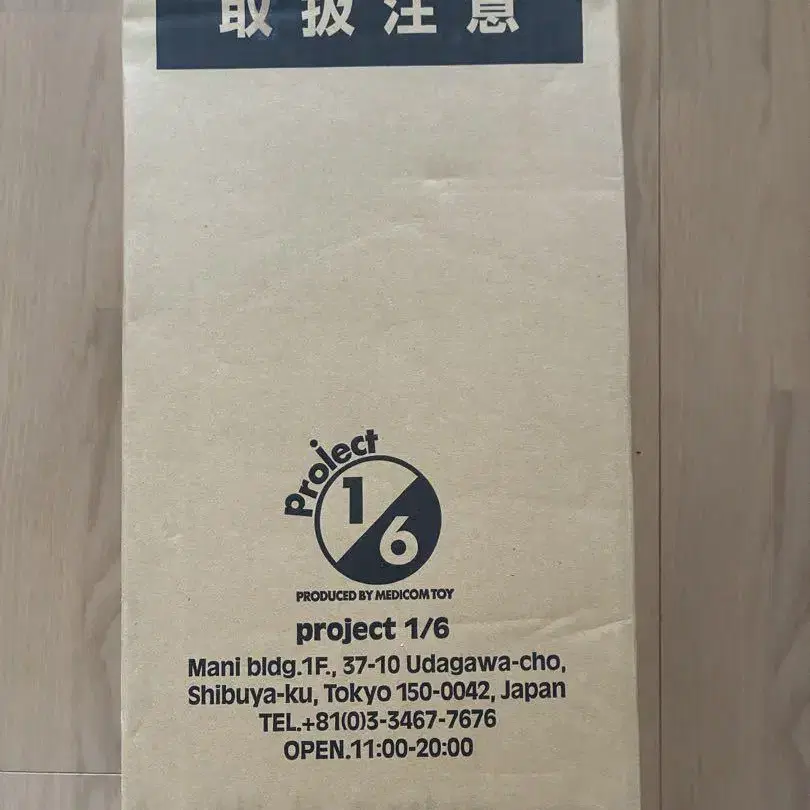 取扱注意
Project
1/6
PRODUCED BY MEDICOM TOY
project 1/6
Mani bldg.1F., 37-10 Udagawa-cho,
Shibuya-ku, Tokyo 150-0042, Japan
TEL.+81(0)3-3467-7676
OPEN.11:00-20:00